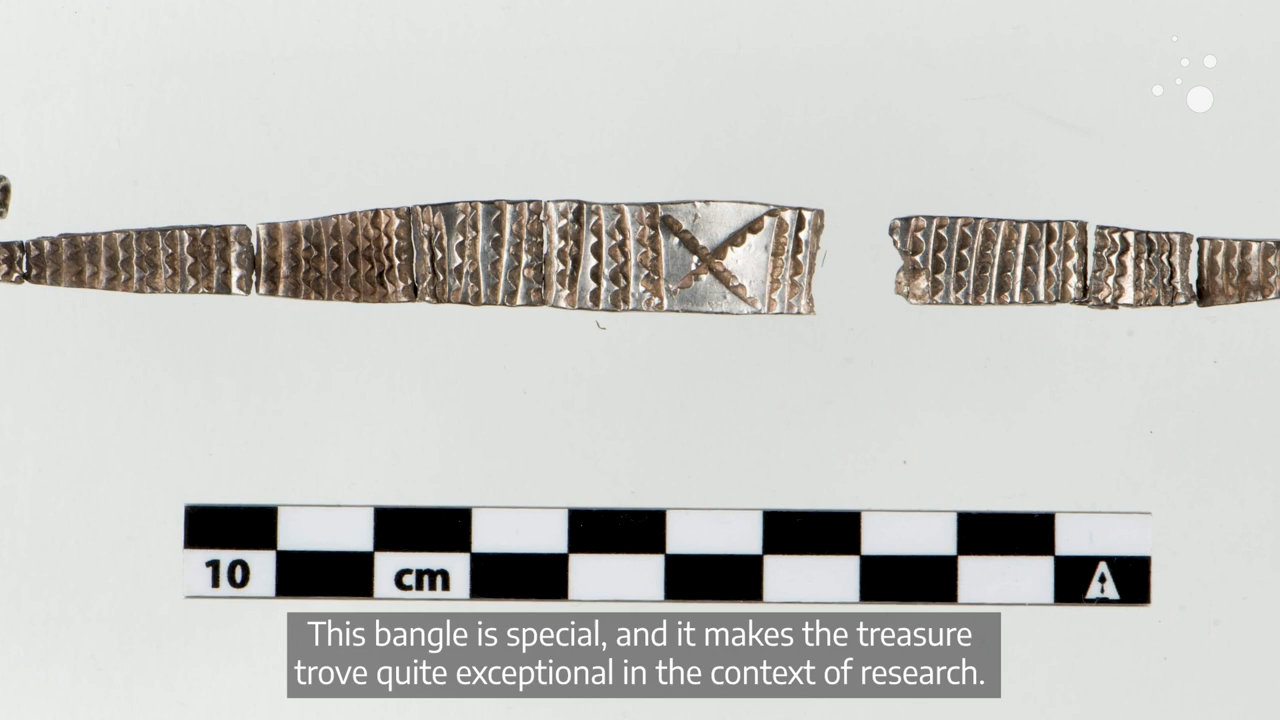 10 cm A
This bangle is special, and it makes the treasure
trove quite exceptional in the context of research.